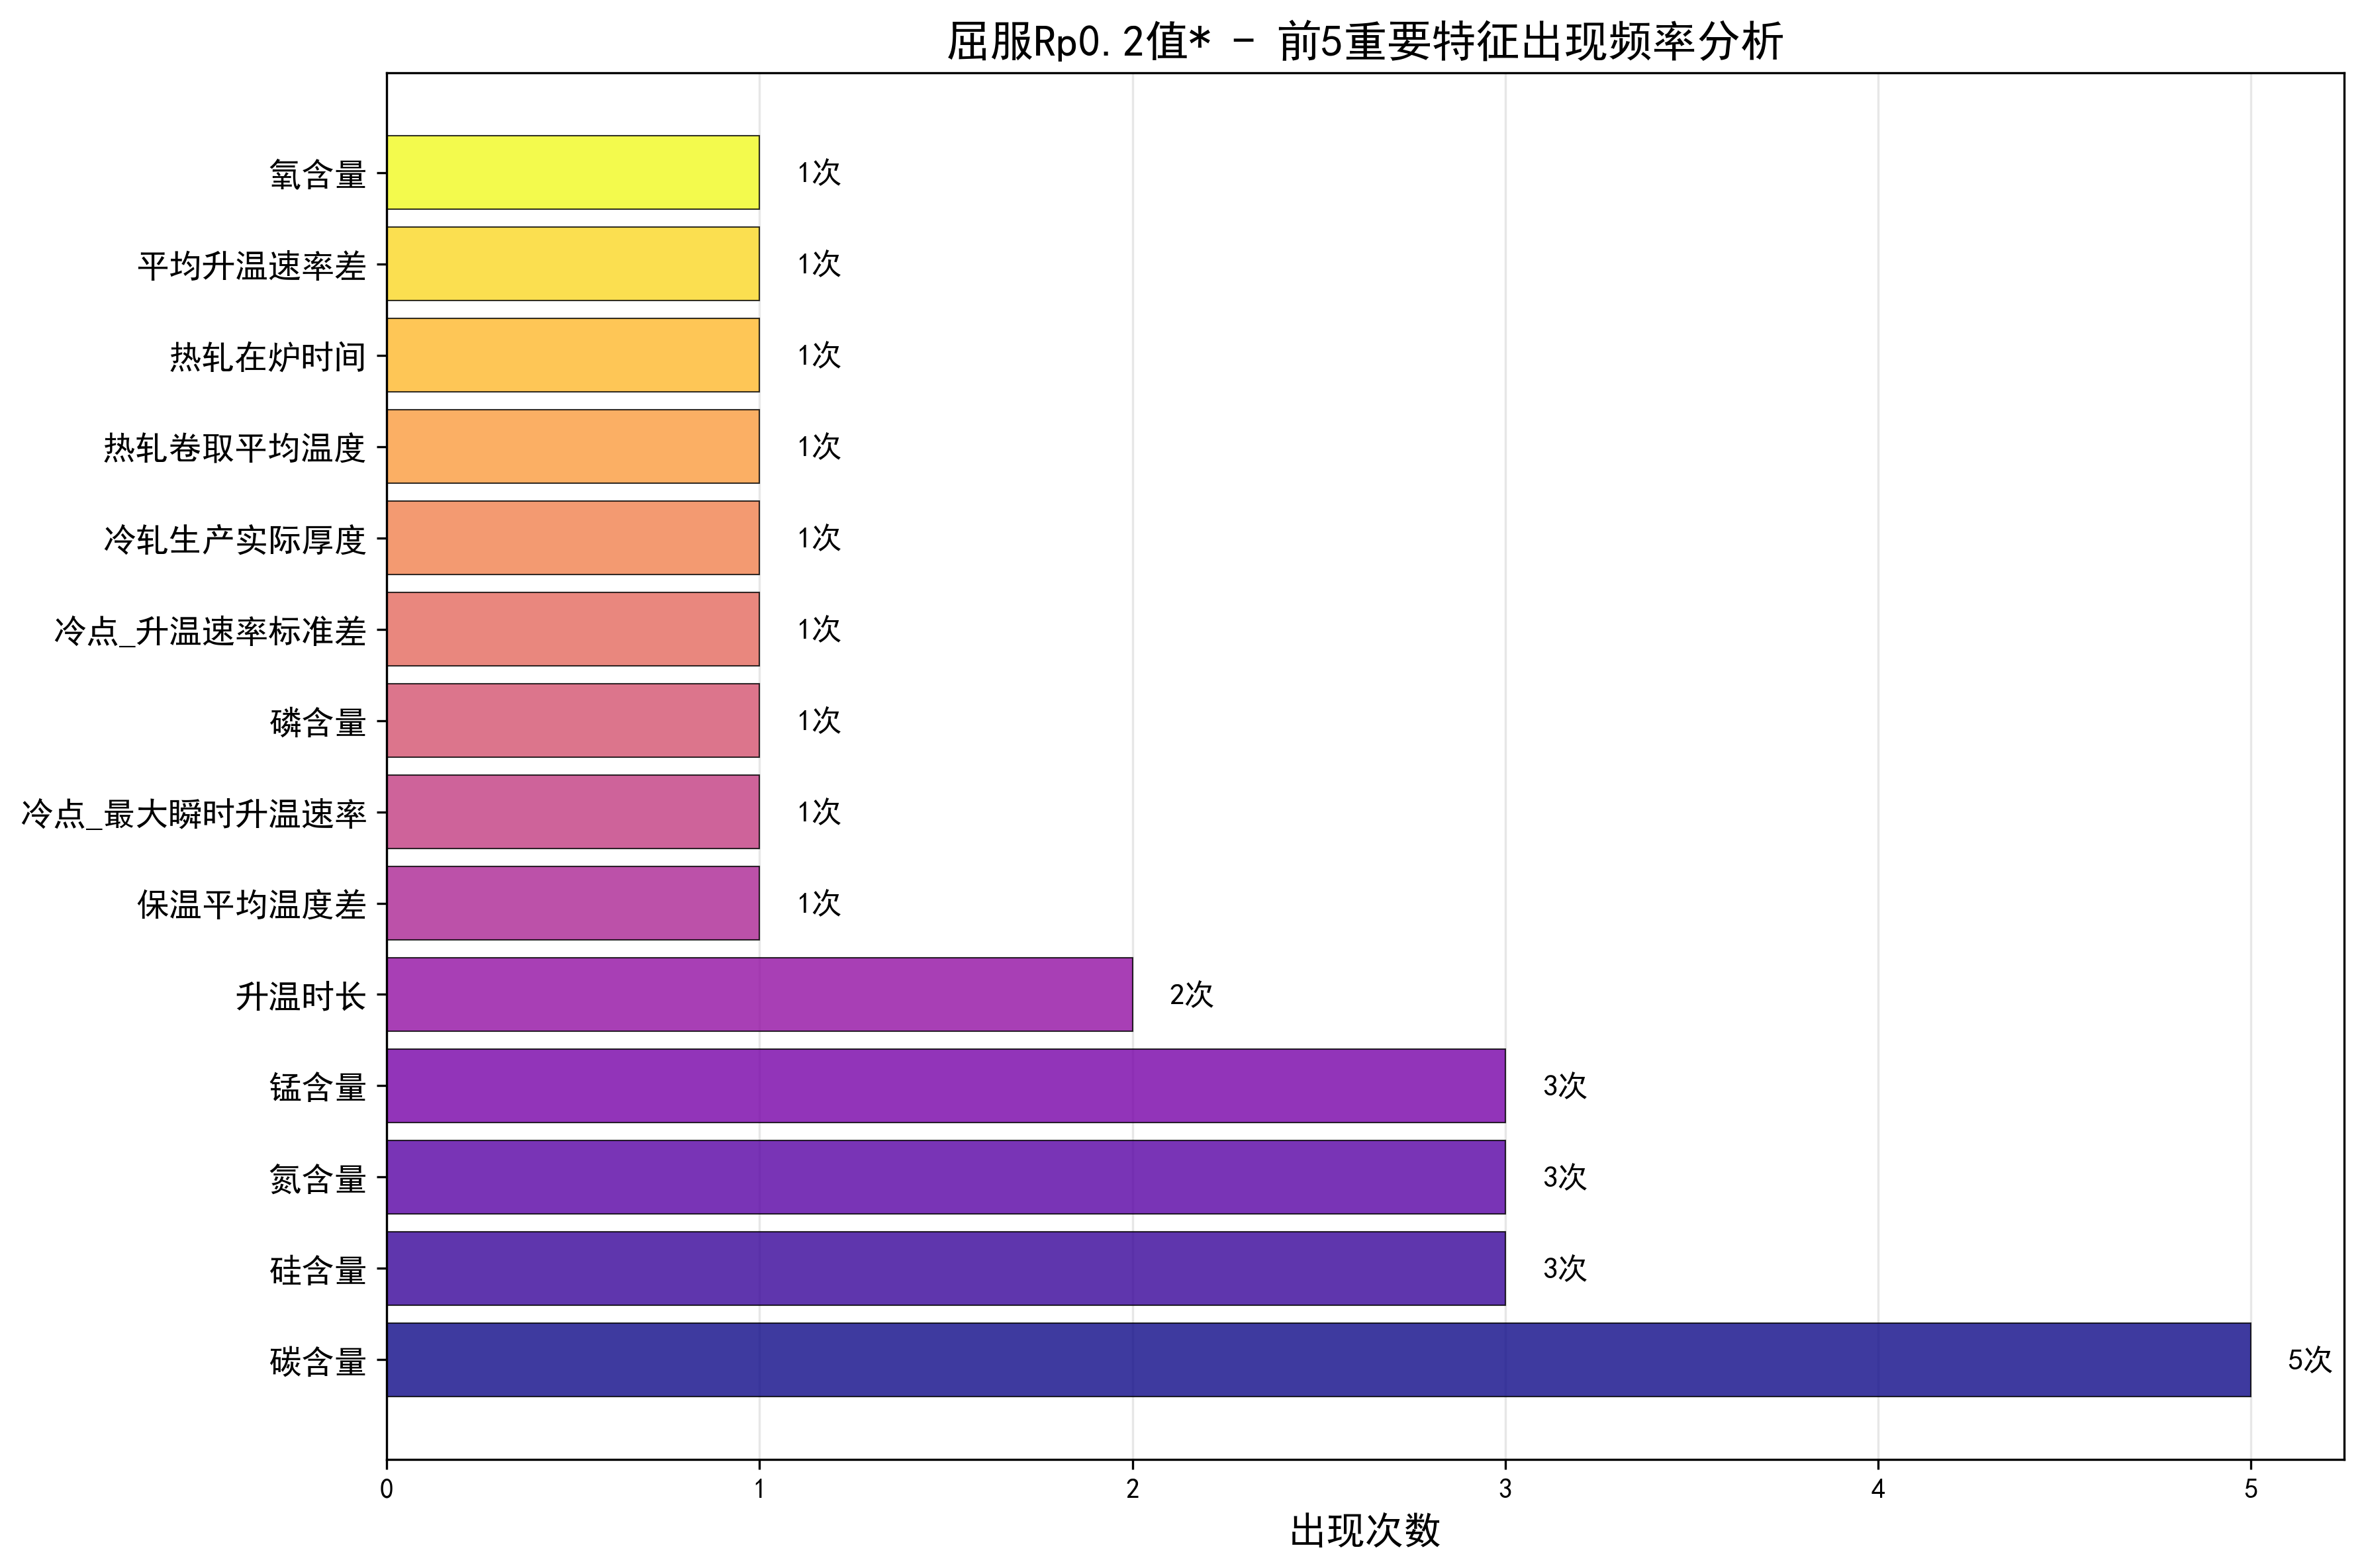 屈服Rp0.2值* - 前5重要特征出现频率分析
氧含量 1次
平均升温速率差 1次
热轧在炉时间 1次
热轧卷取平均温度 1次
冷轧生产实际厚度 1次
冷点_升温速率标准差 1次
磷含量 1次
冷点_最大瞬时升温速率 1次
保温平均温度差 1次
升温时长 2次
锰含量 3次
氮含量 3次
硅含量 3次
碳含量 5次
0 1 2 3 4 5
出现次数